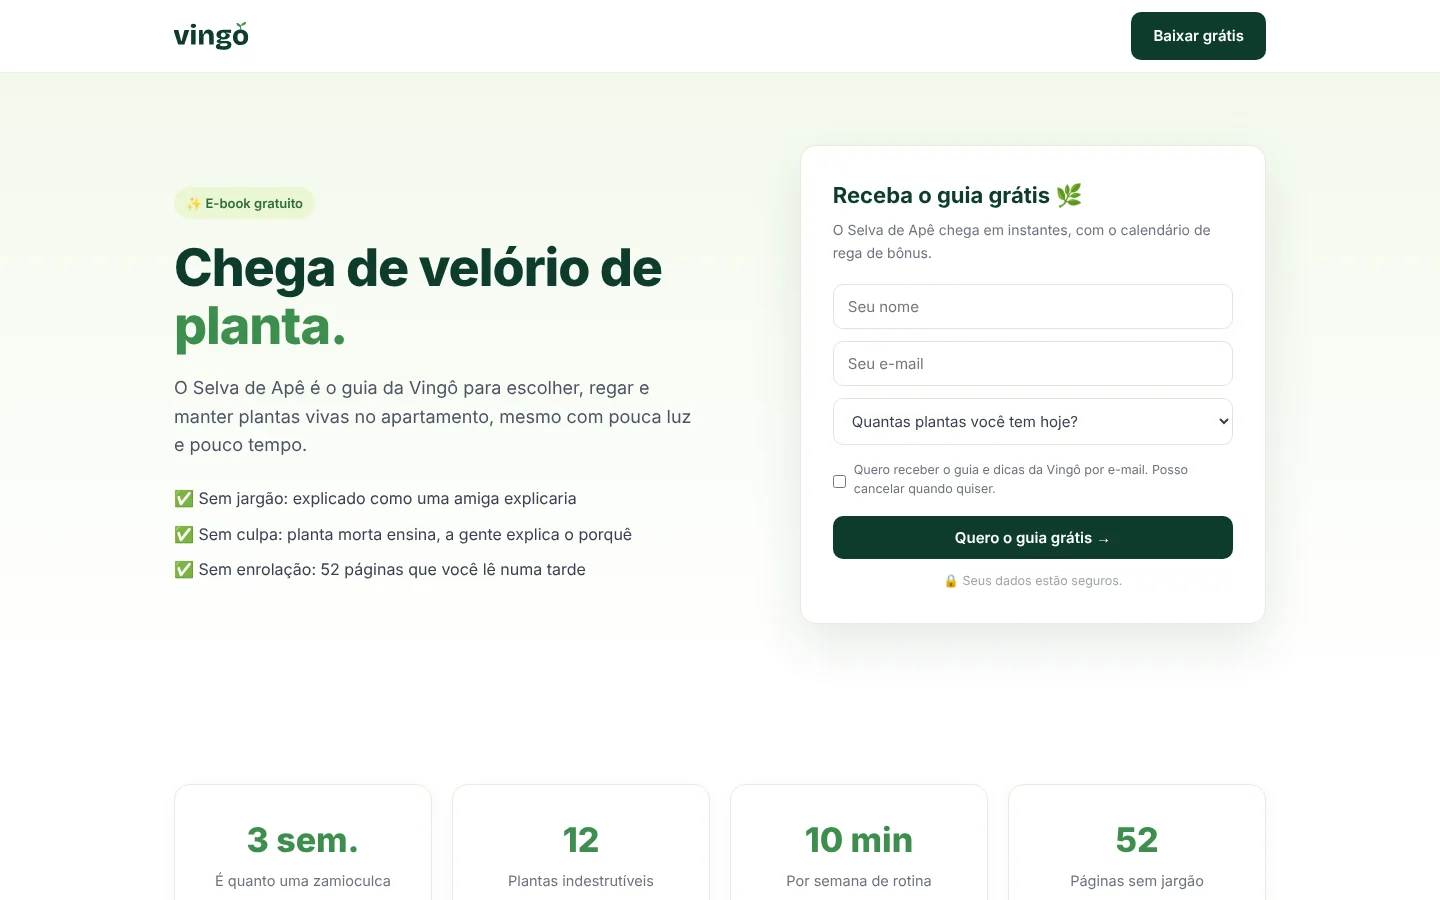 vingô
Baixar grátis
✨ E-book gratuito
Chega de velório de
planta.
O Selva de Apê é o guia da Vingô para escolher, regar e
manter plantas vivas no apartamento, mesmo com pouca luz
e pouco tempo.
✅ Sem jargão: explicado como uma amiga explicaria
✅ Sem culpa: planta morta ensina, a gente explica o porquê
✅ Sem enrolação: 52 páginas que você lê numa tarde
Receba o guia grátis 🌿
O Selva de Apê chega em instantes, com o calendário de
rega de bônus.
Seu nome
Seu e-mail
Quantas plantas você tem hoje?
Quero receber o guia e dicas da Vingô por e-mail. Posso
cancelar quando quiser.
Quero o guia grátis →
🔒 Seus dados estão seguros.
3 sem.
É quanto uma zamioculca
12
Plantas indestrutíveis
10 min
Por semana de rotina
52
Páginas sem jargão